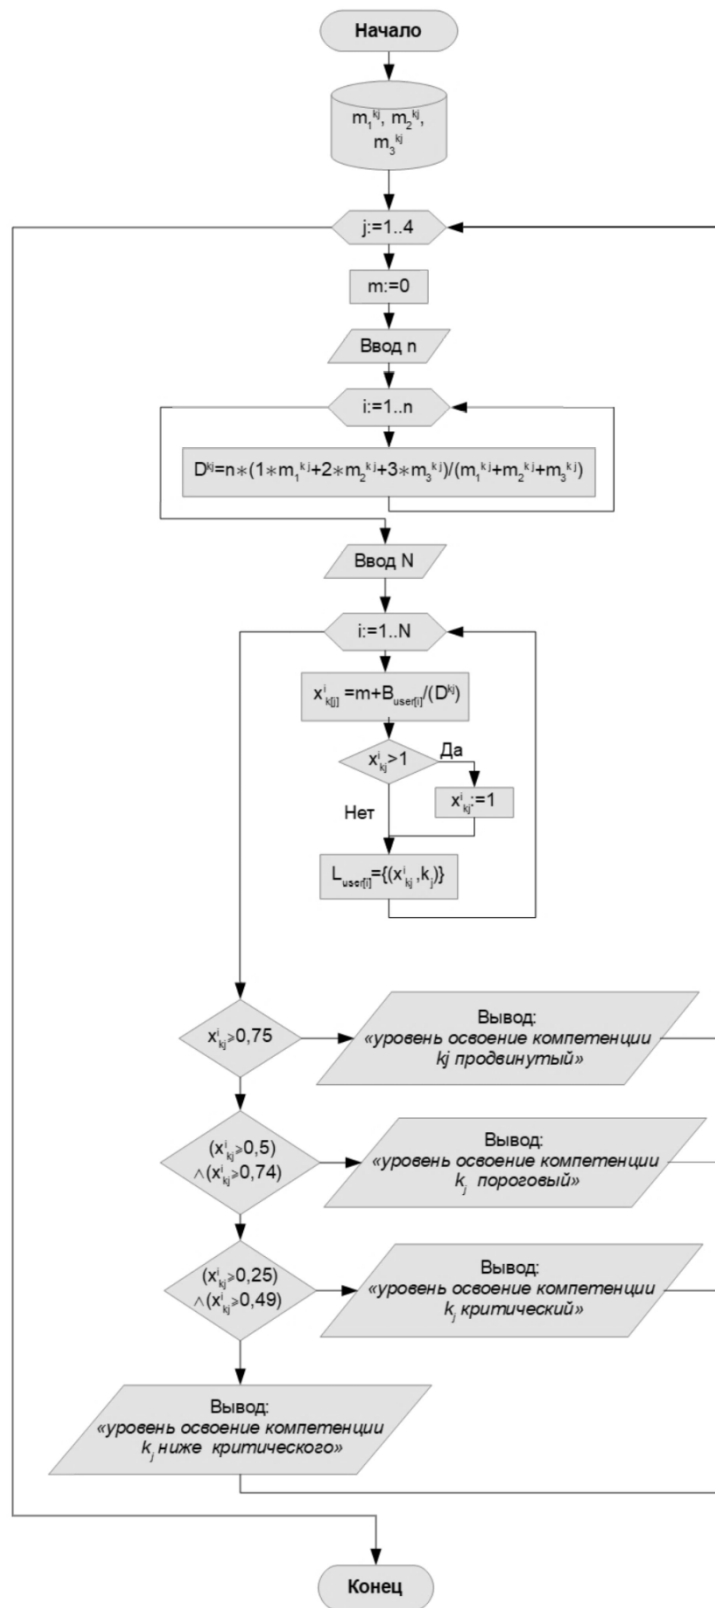 Начало
m₁ᵏʲ, m₂ᵏʲ,
m₃ᵏʲ
j:=1..4
m:=0
Ввод n
i:=1..n
Dᵏʲ=n*(1*m₁ᵏʲ+2*m₂ᵏʲ+3*m₃ᵏʲ)/(m₁ᵏʲ+m₂ᵏʲ+m₃ᵏʲ)
Ввод N
i:=1..N
xⁱk[j] =m+Buser[i]/(Dᵏʲ)
xⁱkj>1
Да
xⁱkj:=1
Нет
Luser[i]={(xⁱkj,kj)}
xⁱkj≥0,75
Вывод:
«уровень освоение компетенции
kj продвинутый»
(xⁱkj≥0,5)
∧(xⁱkj≥0,74)
Вывод:
«уровень освоение компетенции
kj пороговый»
(xⁱkj≥0,25)
∧(xⁱkj≥0,49)
Вывод:
«уровень освоение компетенции
kj критический»
Вывод:
«уровень освоение компетенции
kj ниже критического»
Конец